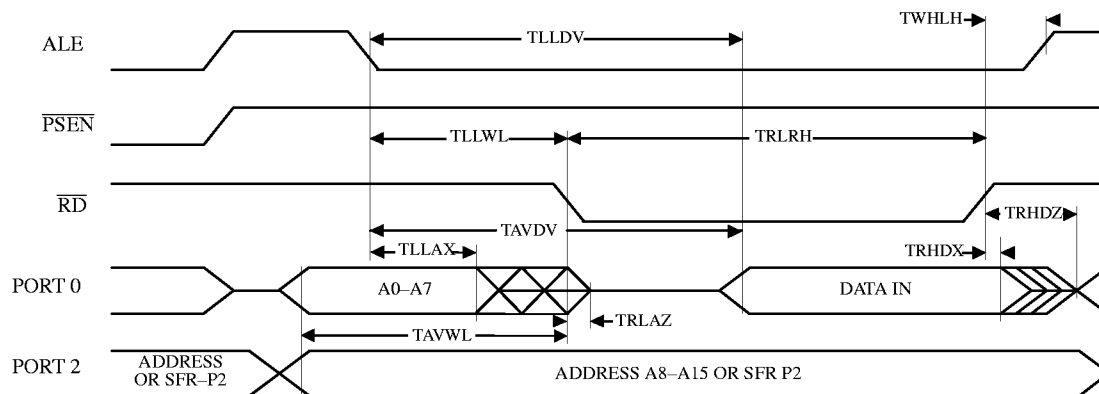 TWHLH
ALE
TLLDV
PSEN
TLLWL
TRLRH
RD
TAVDV
TRHDZ
TLLAX
TRHDX
PORT 0
A0–A7
DATA IN
TRLAZ
TAVWL
PORT 2
ADDRESS
OR SFR–P2
ADDRESS A8–A15 OR SFR P2